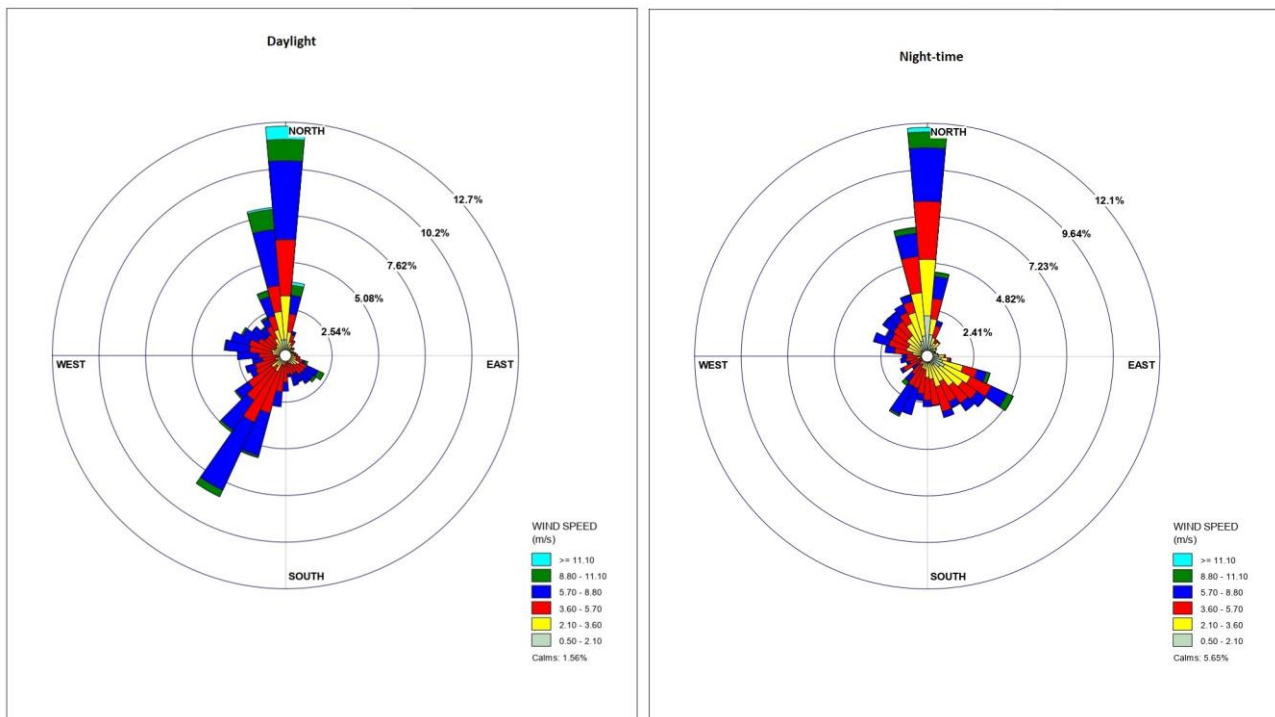 Daylight
NORTH
12.7%
10.2%
7.62%
5.08%
2.54%
WEST
EAST
SOUTH
WIND SPEED
(m/s)
>= 11.10
8.80 - 11.10
5.70 - 8.80
3.60 - 5.70
2.10 - 3.60
0.50 - 2.10
Calms: 1.56%
Night-time
NORTH
12.1%
9.64%
7.23%
4.82%
2.41%
WEST
EAST
SOUTH
WIND SPEED
(m/s)
>= 11.10
8.80 - 11.10
5.70 - 8.80
3.60 - 5.70
2.10 - 3.60
0.50 - 2.10
Calms: 5.65%